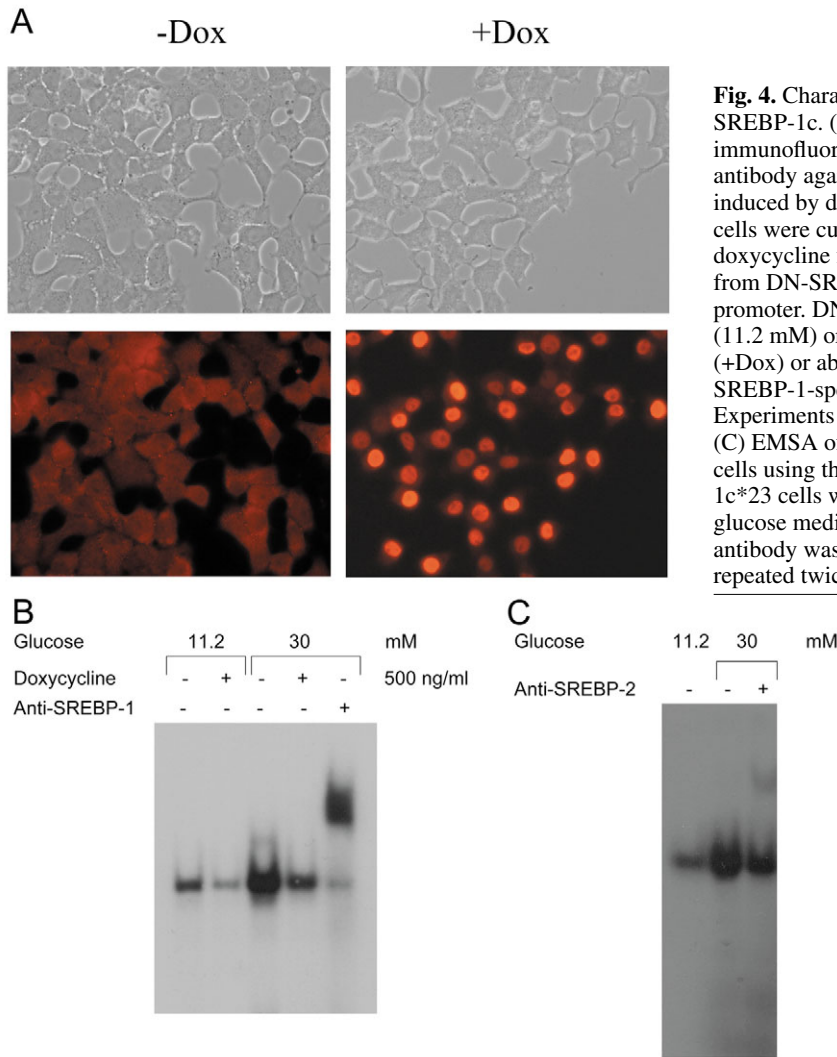 A
-Dox
+Dox
Fig. 4. Chara
SREBP-1c. (
immunofluor
antibody aga
induced by d
cells were cu
doxycycline
from DN-SR
promoter. DN
(11.2 mM) or
(+Dox) or ab
SREBP-1-spe
Experiments
(C) EMSA of
cells using th
1c*23 cells w
glucose medi
antibody was
repeated twic
B
Glucose 11.2 30 mM
Doxycycline - + - + - 500 ng/ml
Anti-SREBP-1 - - - - +
C
Glucose 11.2 30 mM
Anti-SREBP-2 - - +